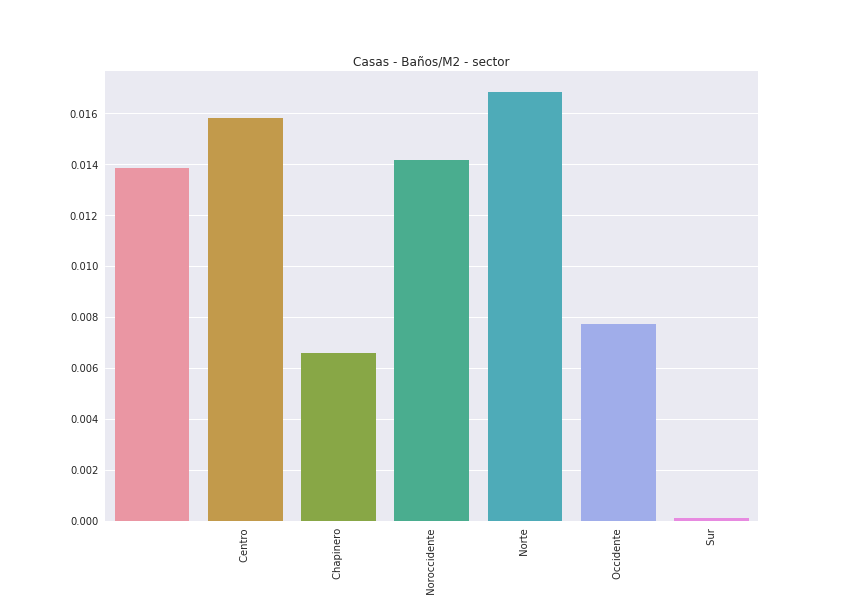 Casas - Baños/M2 - sector
0.016
0.014
0.012
0.010
0.008
0.006
0.004
0.002
0.000
Centro
Chapinero
Noroccidente
Norte
Occidente
Sur